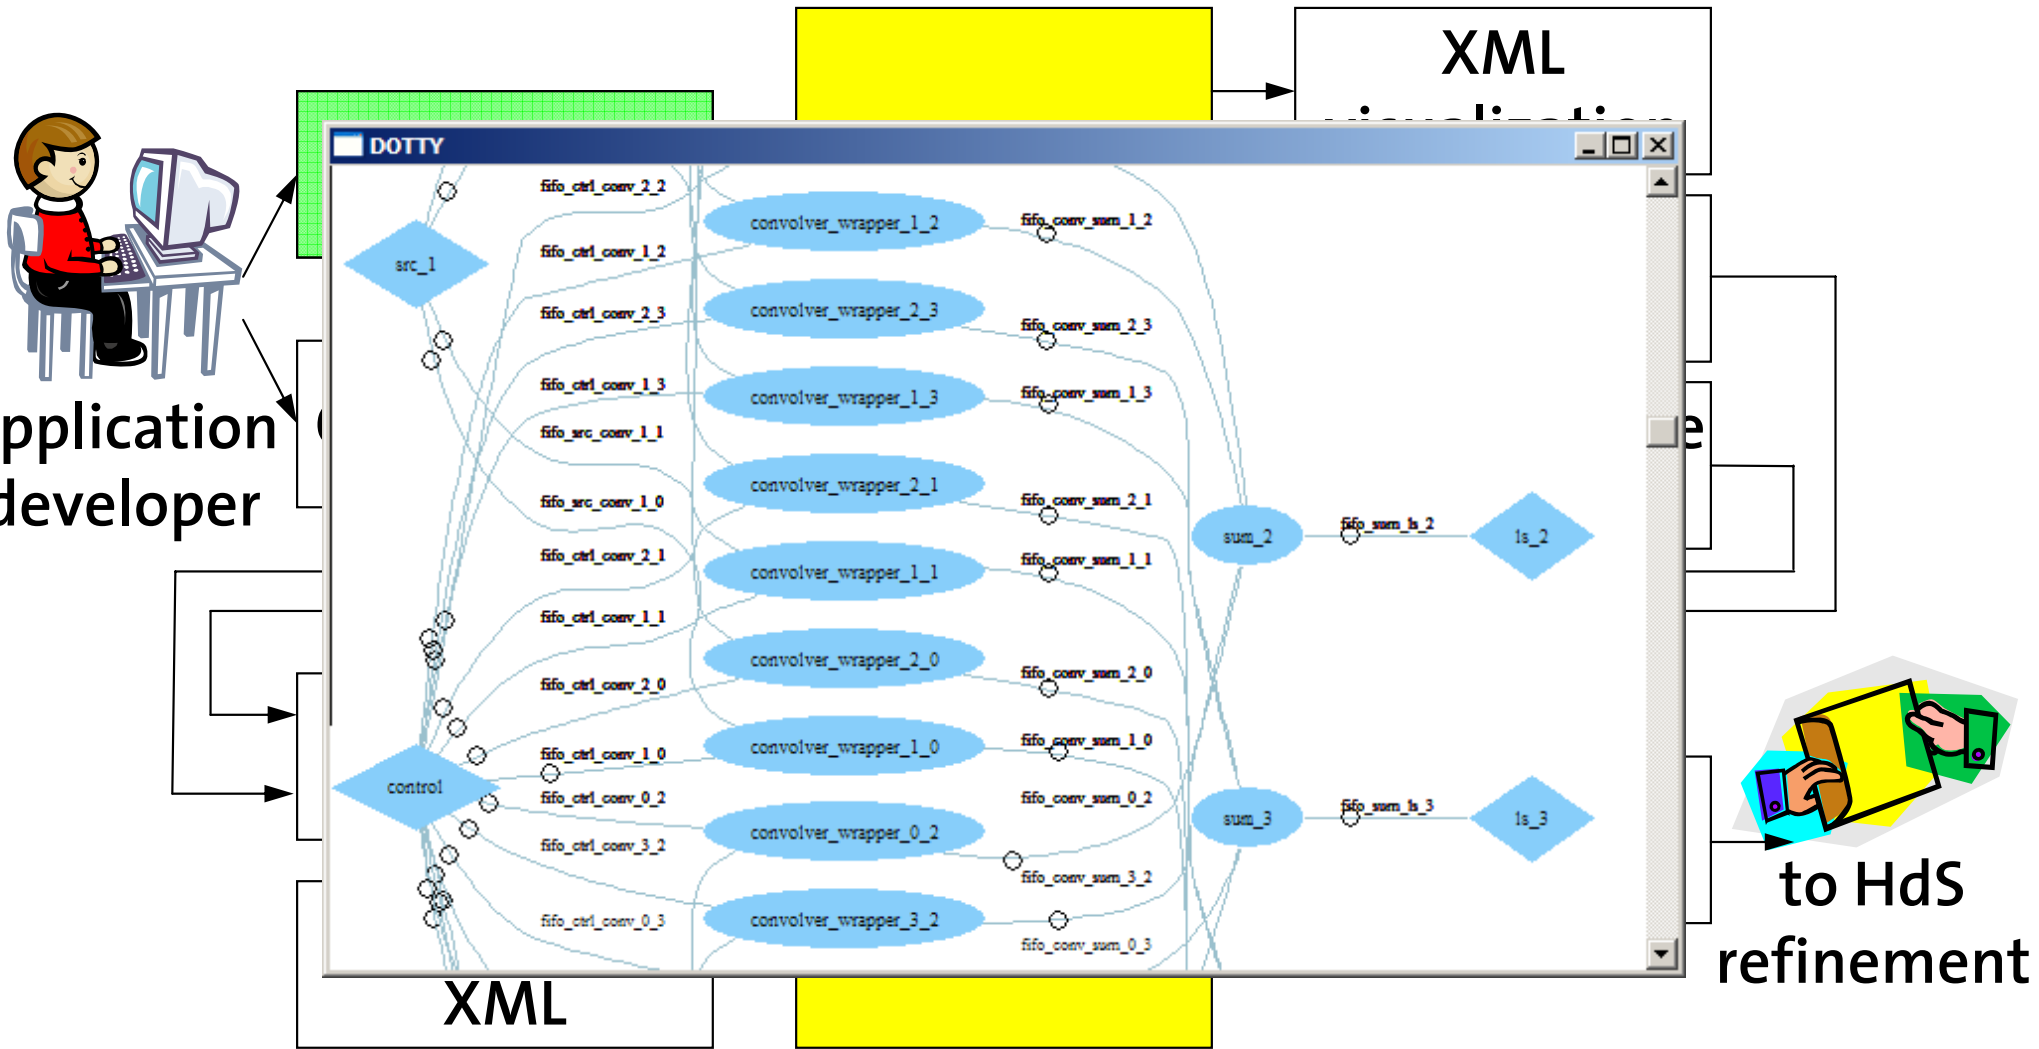 XML
visualization
DOTTY
fifo_ctrl_conv_2_2
convolver_wrapper_1_2
fifo_conv_sum_1_2
src_1
fifo_ctrl_conv_1_2
fifo_ctrl_conv_2_3
convolver_wrapper_2_3
fifo_conv_sum_2_3
fifo_ctrl_conv_1_3
convolver_wrapper_1_3
fifo_conv_sum_1_3
pplication
e
fifo_src_conv_1_1
developer
fifo_src_conv_1_0
convolver_wrapper_2_1
fifo_conv_sum_2_1
sum_2
fifo_sum_ls_2
ls_2
fifo_ctrl_conv_2_1
convolver_wrapper_1_1
fifo_conv_sum_1_1
fifo_ctrl_conv_1_1
fifo_ctrl_conv_2_0
convolver_wrapper_2_0
fifo_conv_sum_2_0
fifo_ctrl_conv_1_0
convolver_wrapper_1_0
fifo_conv_sum_1_0
control
fifo_ctrl_conv_0_2
convolver_wrapper_0_2
fifo_conv_sum_0_2
sum_3
fifo_sum_ls_3
ls_3
fifo_ctrl_conv_3_2
fifo_conv_sum_3_2
fifo_ctrl_conv_0_3
convolver_wrapper_3_2
fifo_conv_sum_0_3
to HdS
refinement
XML